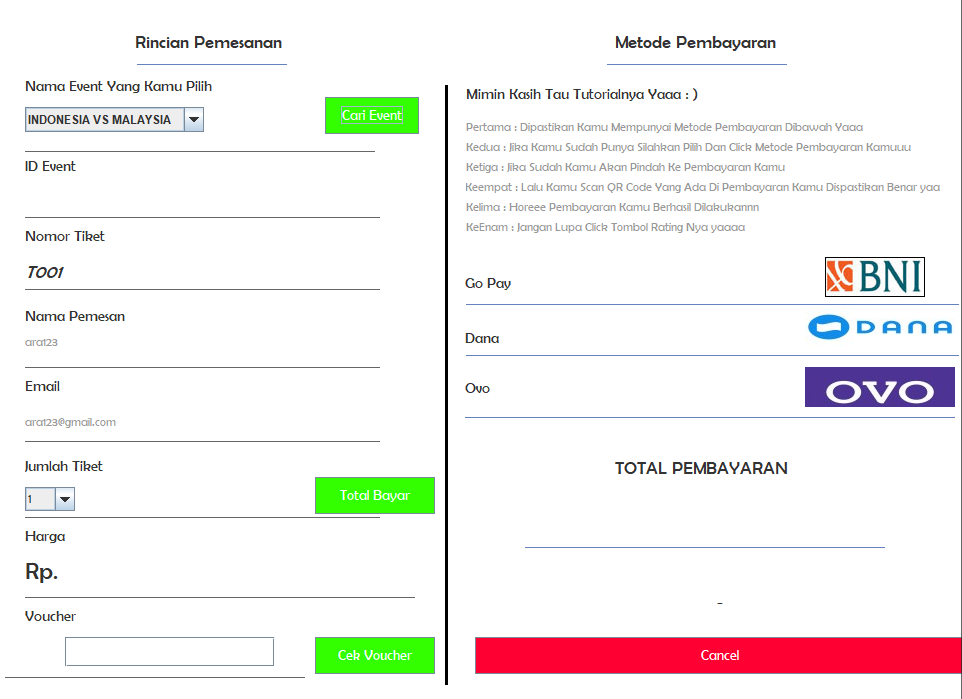 Rincian Pemesanan
Nama Event Yang Kamu Pilih
INDONESIA VS MALAYSIA
Cari Event
ID Event
Nomor Tiket
T001
Nama Pemesan
ara123
Email
ara123@gmail.com
Jumlah Tiket
1
Total Bayar
Harga
Rp.
Voucher
Cek Voucher
Metode Pembayaran
Mimin Kasih Tau Tutorialnya Yaaa : )
Pertama : Dipastikan Kamu Mempunyai Metode Pembayaran Dibawah Yaaa
Kedua : Jika Kamu Sudah Punya Silahkan Pilih Dan Click Metode Pembayaran Kamuuu
Ketiga : Jika Sudah Kamu Akan Pindah Ke Pembayaran Kamu
Keempat : Lalu Kamu Scan QR Code Yang Ada Di Pembayaran Kamu Dispastikan Benar yaa
Kelima : Horeee Pembayaran Kamu Berhasil Dilakukannn
KeEnam : Jangan Lupa Click Tombol Rating Nya yaaaa
Go Pay
BNI
Dana
DANA
Ovo
OVO
TOTAL PEMBAYARAN
-
Cancel